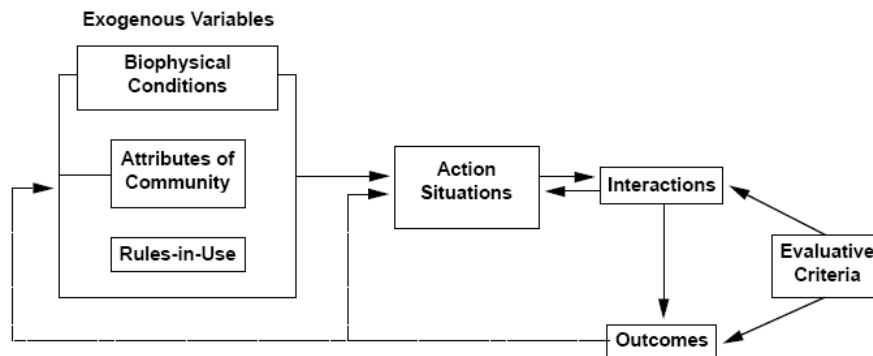 Exogenous Variables
Biophysical
Conditions
Attributes of
Community
Rules-in-Use
Action
Situations
Interactions
Evaluative
Criteria
Outcomes